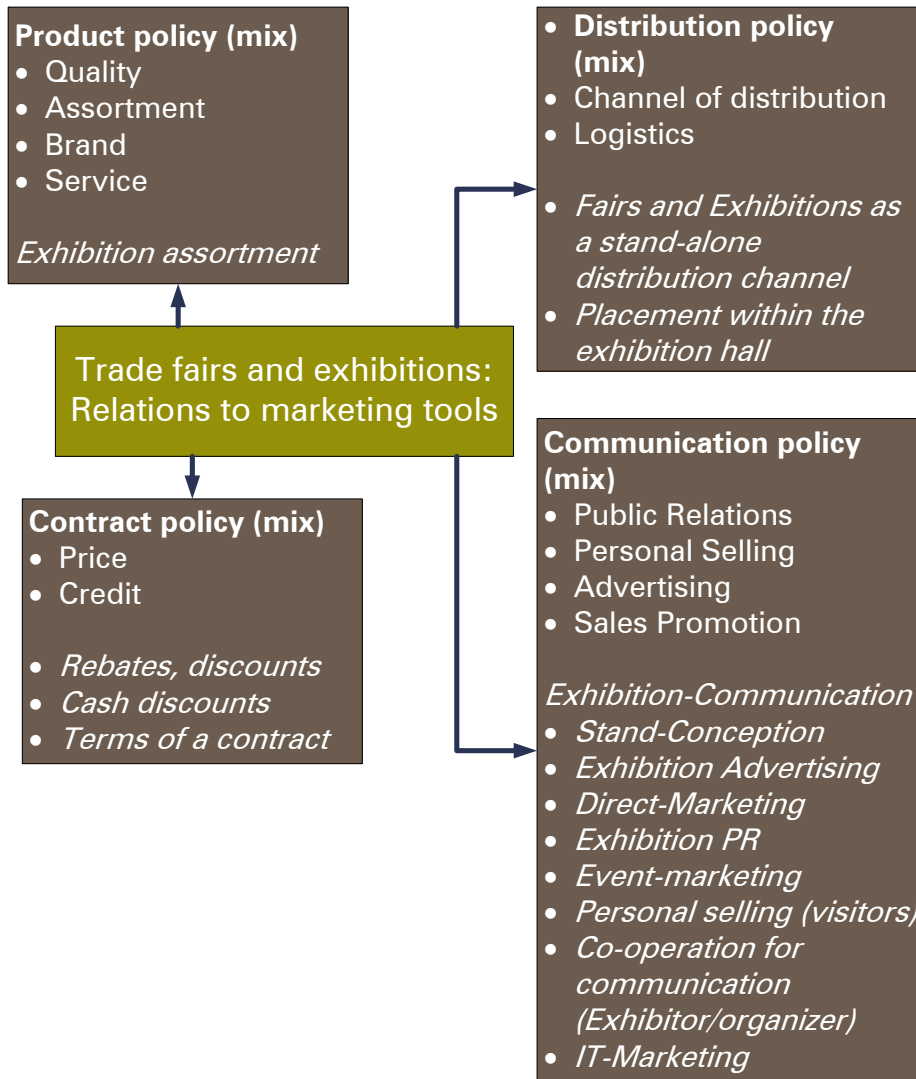 Product policy (mix)
• Quality
• Assortment
• Brand
• Service
Exhibition assortment
• Distribution policy
(mix)
• Channel of distribution
• Logistics
• Fairs and Exhibitions as
a stand-alone
distribution channel
• Placement within the
exhibition hall
Trade fairs and exhibitions:
Relations to marketing tools
Contract policy (mix)
• Price
• Credit
• Rebates, discounts
• Cash discounts
• Terms of a contract
Communication policy
(mix)
• Public Relations
• Personal Selling
• Advertising
• Sales Promotion
Exhibition-Communication
• Stand-Conception
• Exhibition Advertising
• Direct-Marketing
• Exhibition PR
• Event-marketing
• Personal selling (visitors)
• Co-operation for
communication
(Exhibitor/organizer)
• IT-Marketing